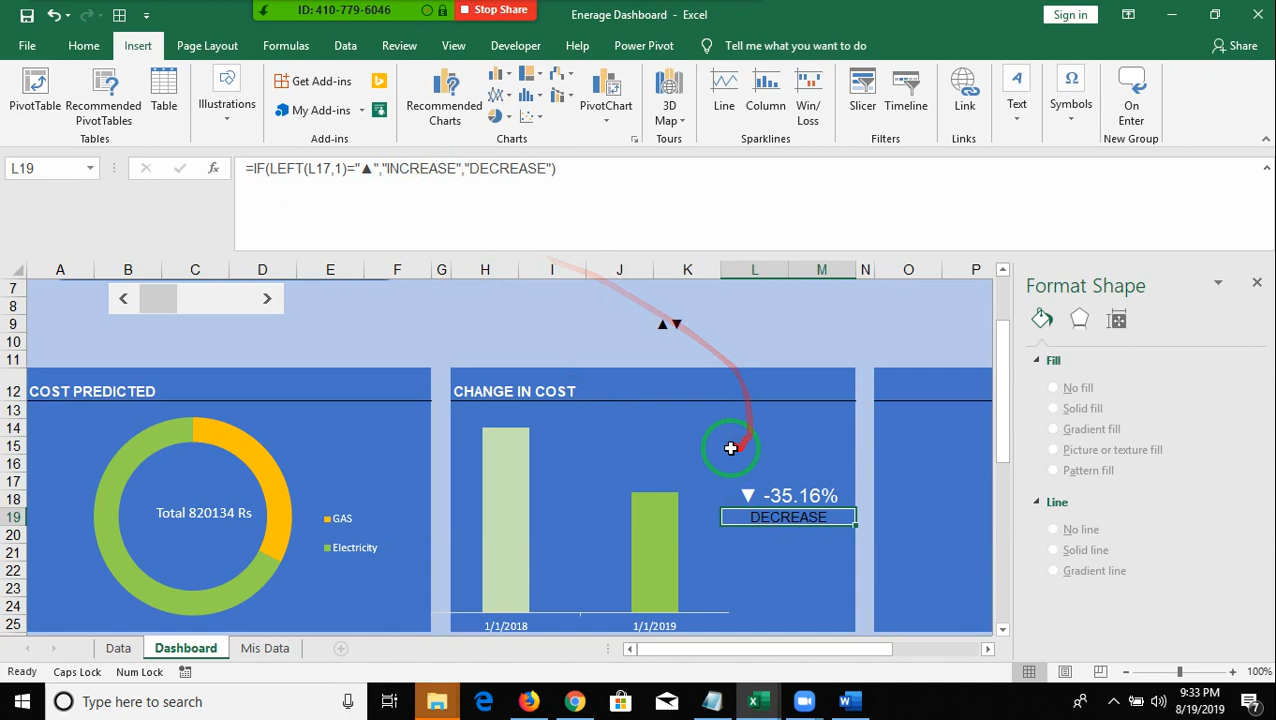 ID: 410-779-6046
Stop Share
Enerage Dashboard - Excel
Sign in
File Home Insert Page Layout Formulas Data Review View Developer Help Power Pivot Tell me what you want to do Share
PivotTable
Recommended PivotTables
Table
Tables
Illustrations
Get Add-ins
My Add-ins
Add-ins
Recommended Charts
PivotChart
Charts
3D Map
Tours
Line
Column
Win/Loss
Sparklines
Slicer
Timeline
Filters
Link
Links
Text
Symbols
On Enter
New Group
L19
fx
=IF(LEFT(L17,1)="▲","INCREASE","DECREASE")
A B C D E F G H I J K L M N O P
7
8
9
▲▼
10
11
12
COST PREDICTED
CHANGE IN COST
13
14
15
16
17
18
19
20
21
22
23
24
25
Total 820134 Rs
GAS
Electricity
▼ -35.16%
DECREASE
1/1/2018
1/1/2019
Format Shape
Fill
No fill
Solid fill
Gradient fill
Picture or texture fill
Pattern fill
Line
No line
Solid line
Gradient line
Data Dashboard Mis Data
Ready Caps Lock Num Lock
100%
Type here to search
9:33 PM
8/19/2019
7